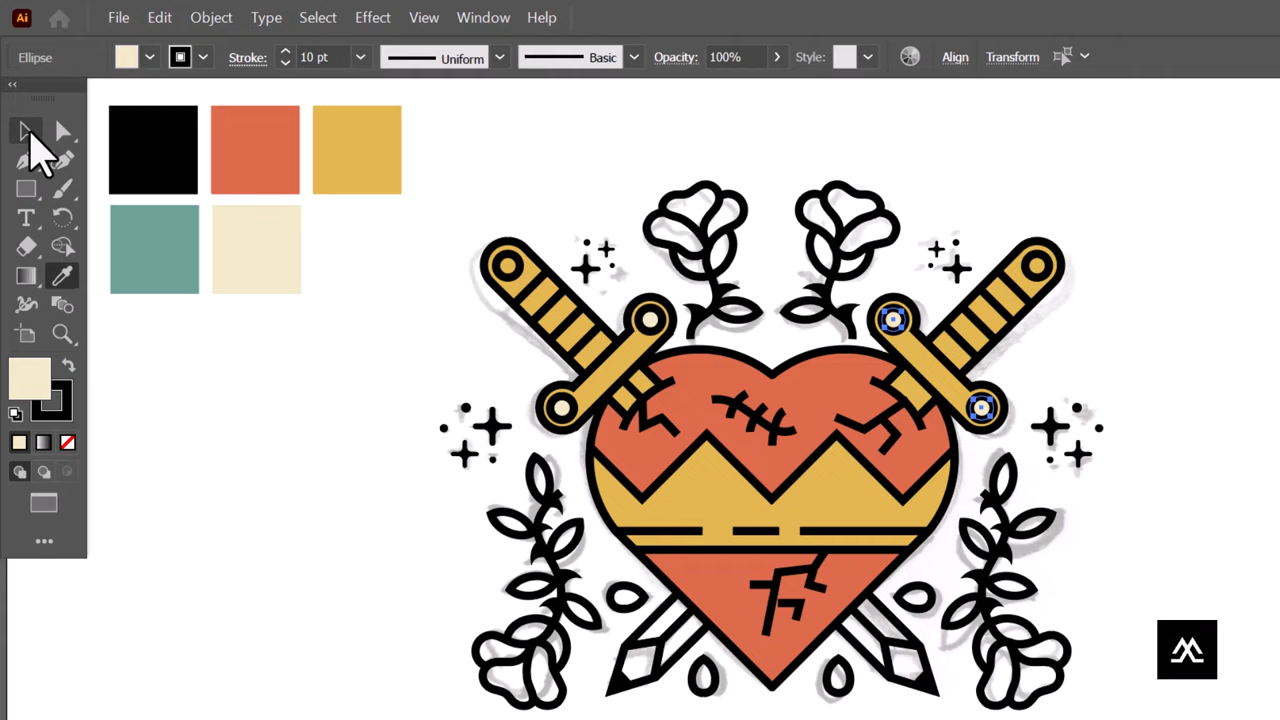 Ai File Edit Object Type Select Effect View Window Help
Ellipse Stroke: 10 pt Uniform Basic Opacity: 100% Style: Align Transform
T